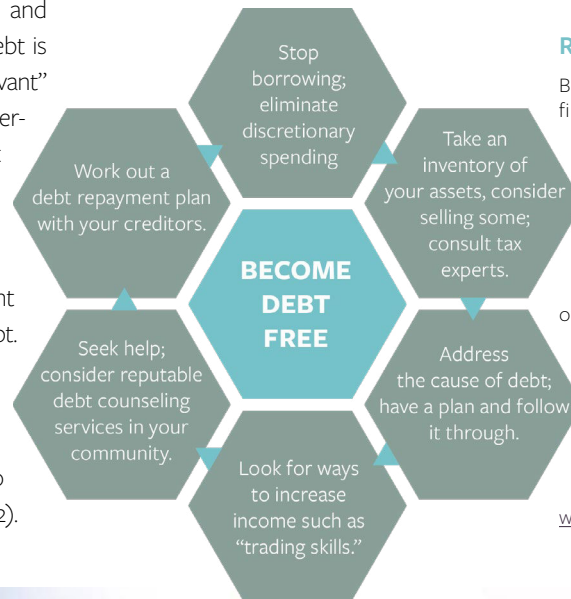 and
ebt is
vant”
er-
nt
ot.
2).
Stop
borrowing;
eliminate
discretionary
spending
Take an
inventory of
your assets, consider
selling some;
consult tax
experts.
Address
the cause of debt;
have a plan and follow
it through.
Look for ways
to increase
income such as
“trading skills.”
Seek help;
consider reputable
debt counseling
services in your
community.
Work out a
debt repayment plan
with your creditors.
BECOME
DEBT
FREE
R
B
fi
o
w